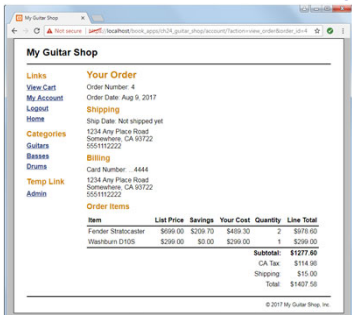 My Guitar Shop
Not secure | https://localhost/book_apps/ch24_guitar_shop/account/?action=view_order&order_id=4
My Guitar Shop
Links
View Cart
My Account
Logout
Home
Categories
Guitars
Basses
Drums
Temp Link
Admin
Your Order
Order Number: 4
Order Date: Aug 9, 2017
Shipping
Ship Date: Not shipped yet
1234 Any Place Road
Somewhere, CA 93722
5551112222
Billing
Card Number: ...4444
1234 Any Place Road
Somewhere, CA 93722
5551112222
Order Items
Item List Price Savings Your Cost Quantity Line Total
Fender Stratocaster $699.00 $209.70 $489.30 2 $978.60
Washburn D10S $299.00 $0.00 $299.00 1 $299.00
Subtotal: $1277.60
CA Tax: $114.98
Shipping: $15.00
Total: $1407.58
© 2017 My Guitar Shop, Inc.